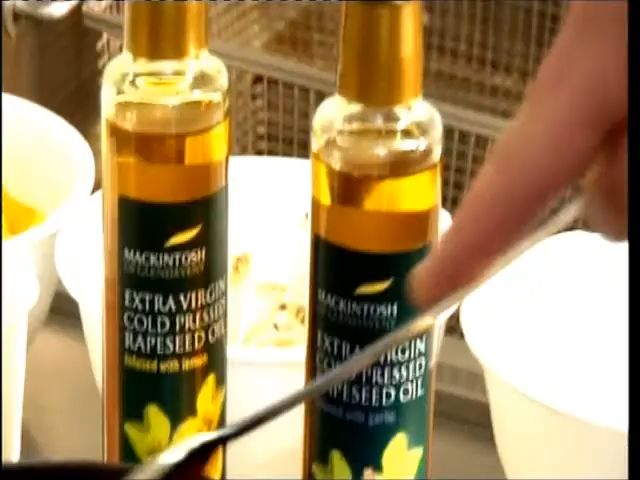 MACKINTOSH
OF GLENDAVENY
EXTRA VIRGIN
COLD PRESSED
RAPESEED OIL
infused with lemon
MACKINTOSH
OF GLENDAVENY
EXTRA VIRGIN
COLD PRESSED
RAPESEED OIL
infused with garlic